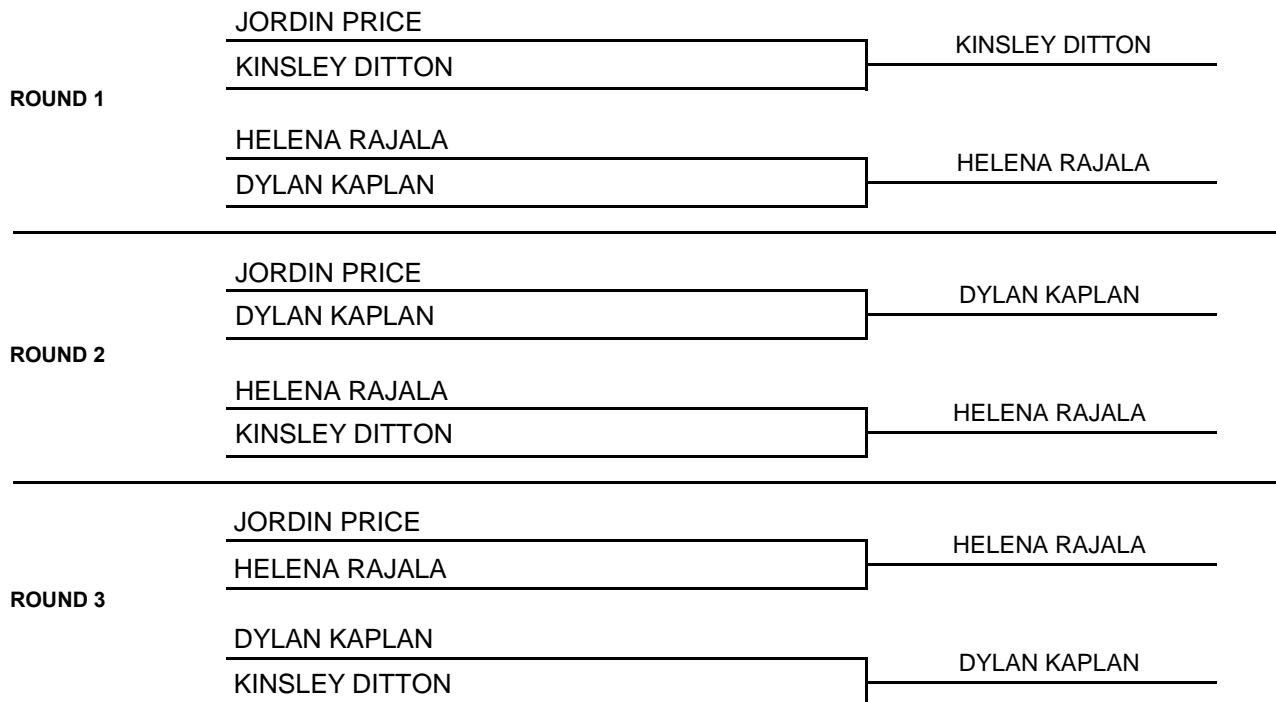 JORDIN PRICE
KINSLEY DITTON
KINSLEY DITTON
ROUND 1
HELENA RAJALA
DYLAN KAPLAN
HELENA RAJALA
JORDIN PRICE
DYLAN KAPLAN
DYLAN KAPLAN
ROUND 2
HELENA RAJALA
KINSLEY DITTON
HELENA RAJALA
JORDIN PRICE
HELENA RAJALA
HELENA RAJALA
ROUND 3
DYLAN KAPLAN
KINSLEY DITTON
DYLAN KAPLAN